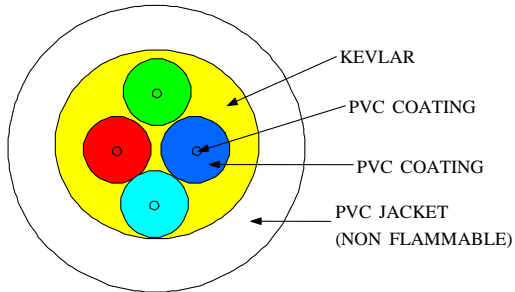 KEVLAR
PVC COATING
PVC COATING
PVC JACKET
(NON FLAMMABLE)